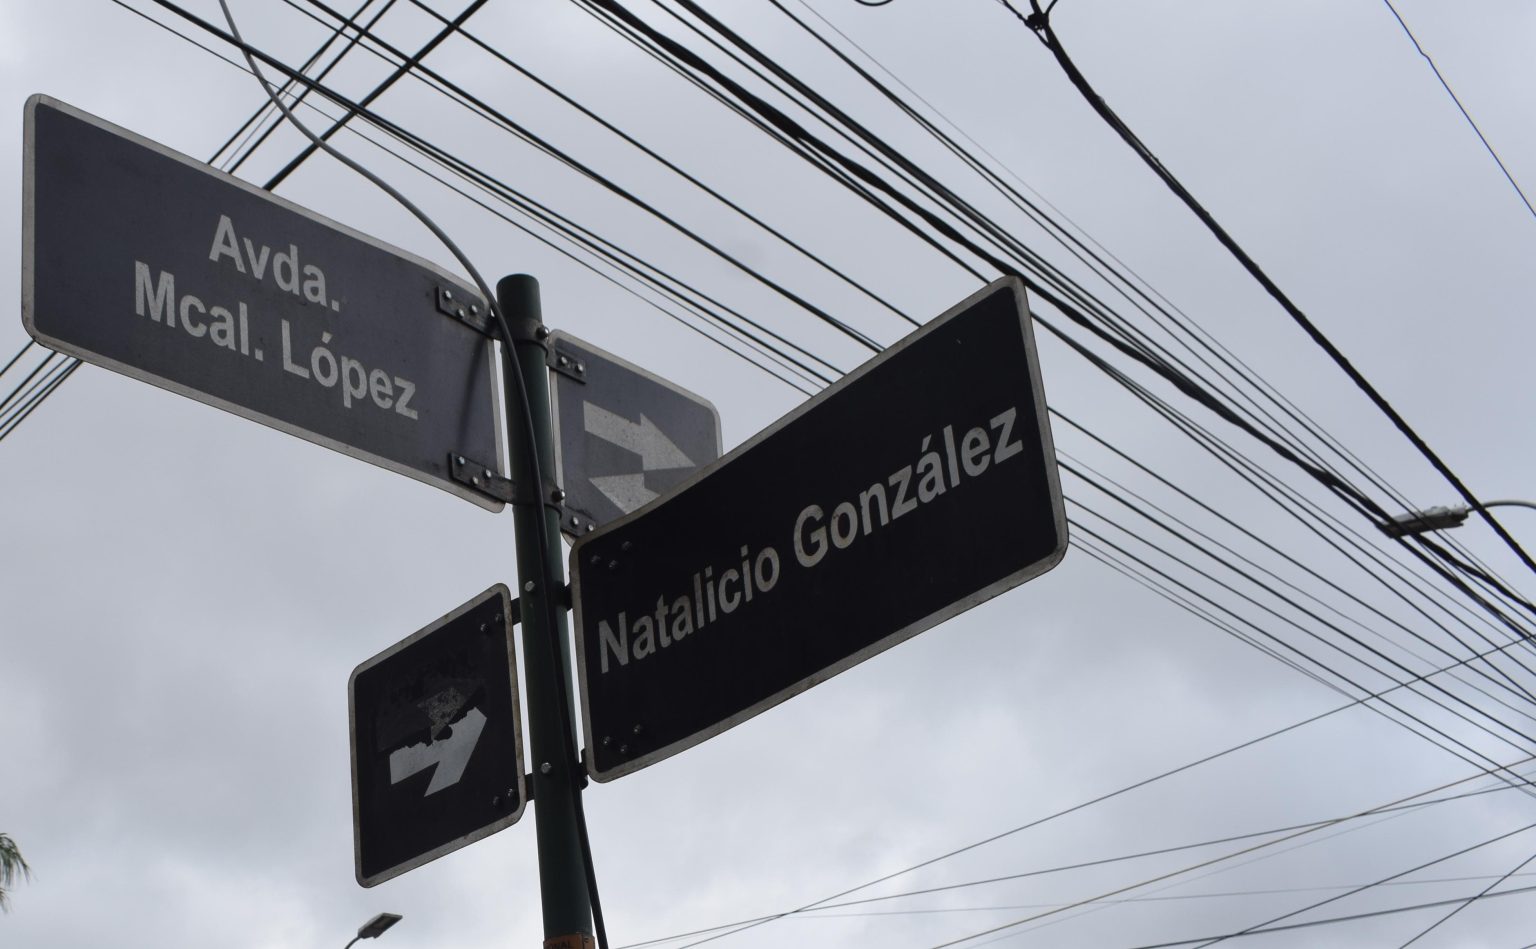 Avda.
Mcal. López
Natalicio González